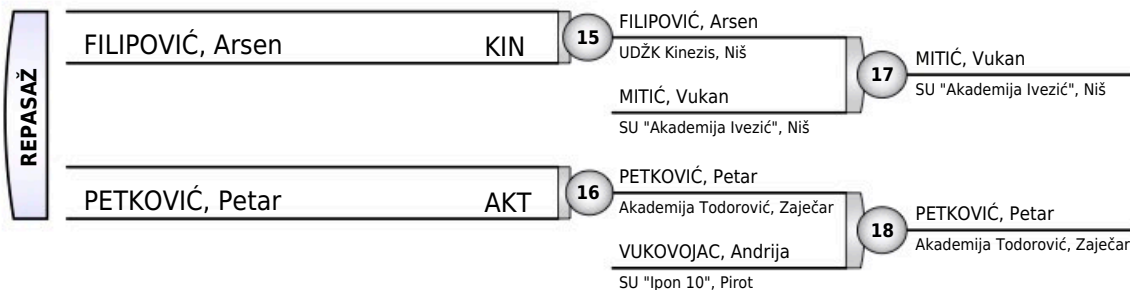 REPASAŽ
FILIPOVIĆ, Arsen KIN
15
FILIPOVIĆ, Arsen
UDŽK Kinezis, Niš
MITIĆ, Vukan
SU "Akademija Ivezić", Niš
17
MITIĆ, Vukan
SU "Akademija Ivezić", Niš
PETKOVIĆ, Petar AKT
16
PETKOVIĆ, Petar
Akademija Todorović, Zaječar
VUKOVOJAC, Andrija
SU "Ipon 10", Pirot
18
PETKOVIĆ, Petar
Akademija Todorović, Zaječar